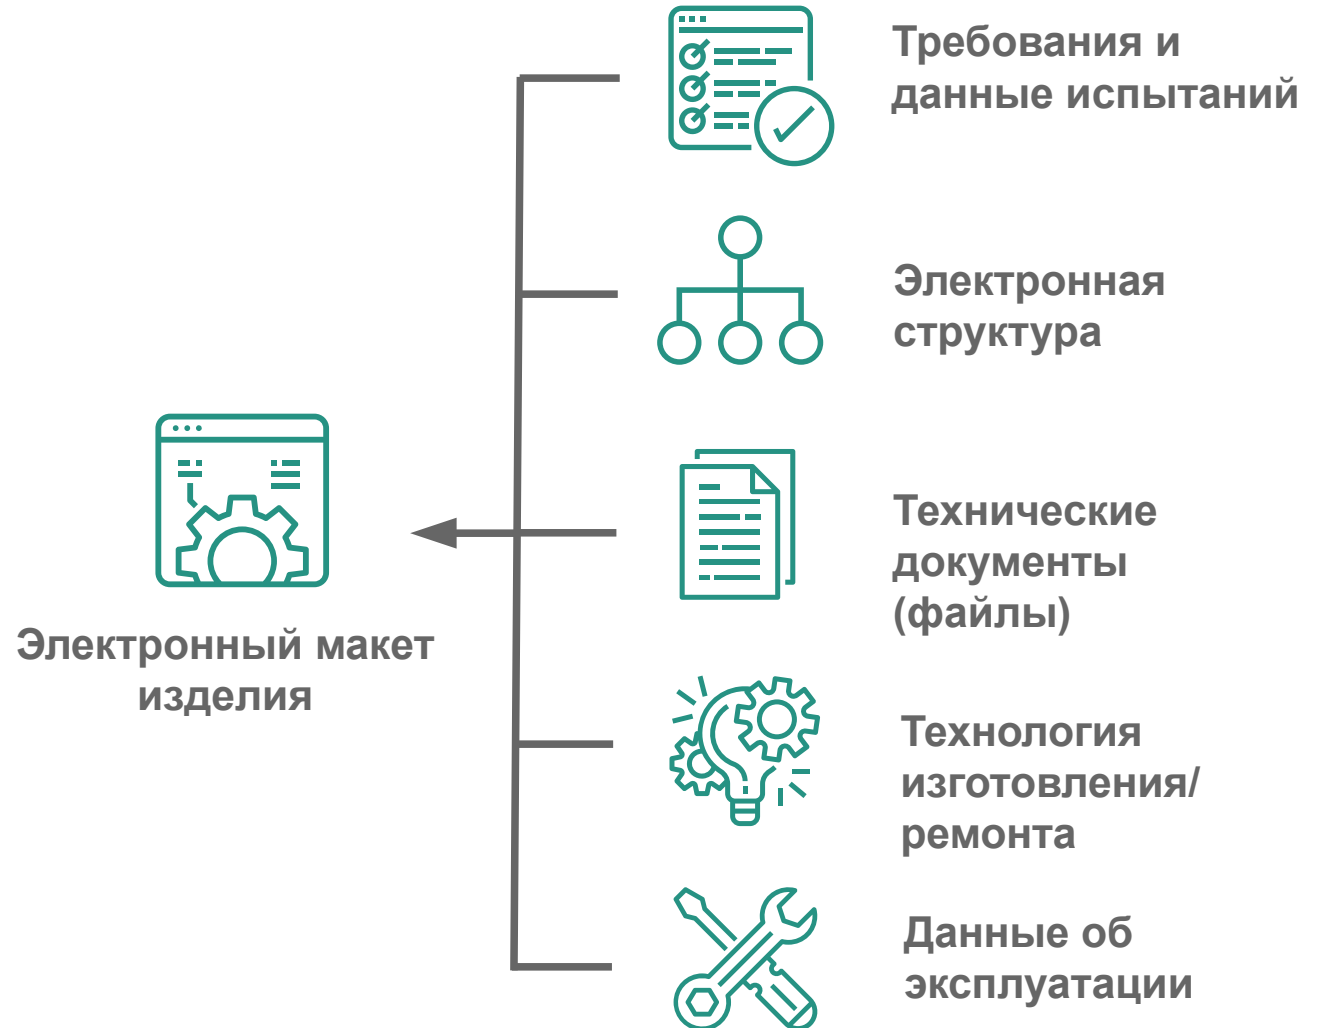 Требования и
данные испытаний
Электронная
структура
Технические
документы
(файлы)
Электронный макет
изделия
Технология
изготовления/
ремонта
Данные об
эксплуатации